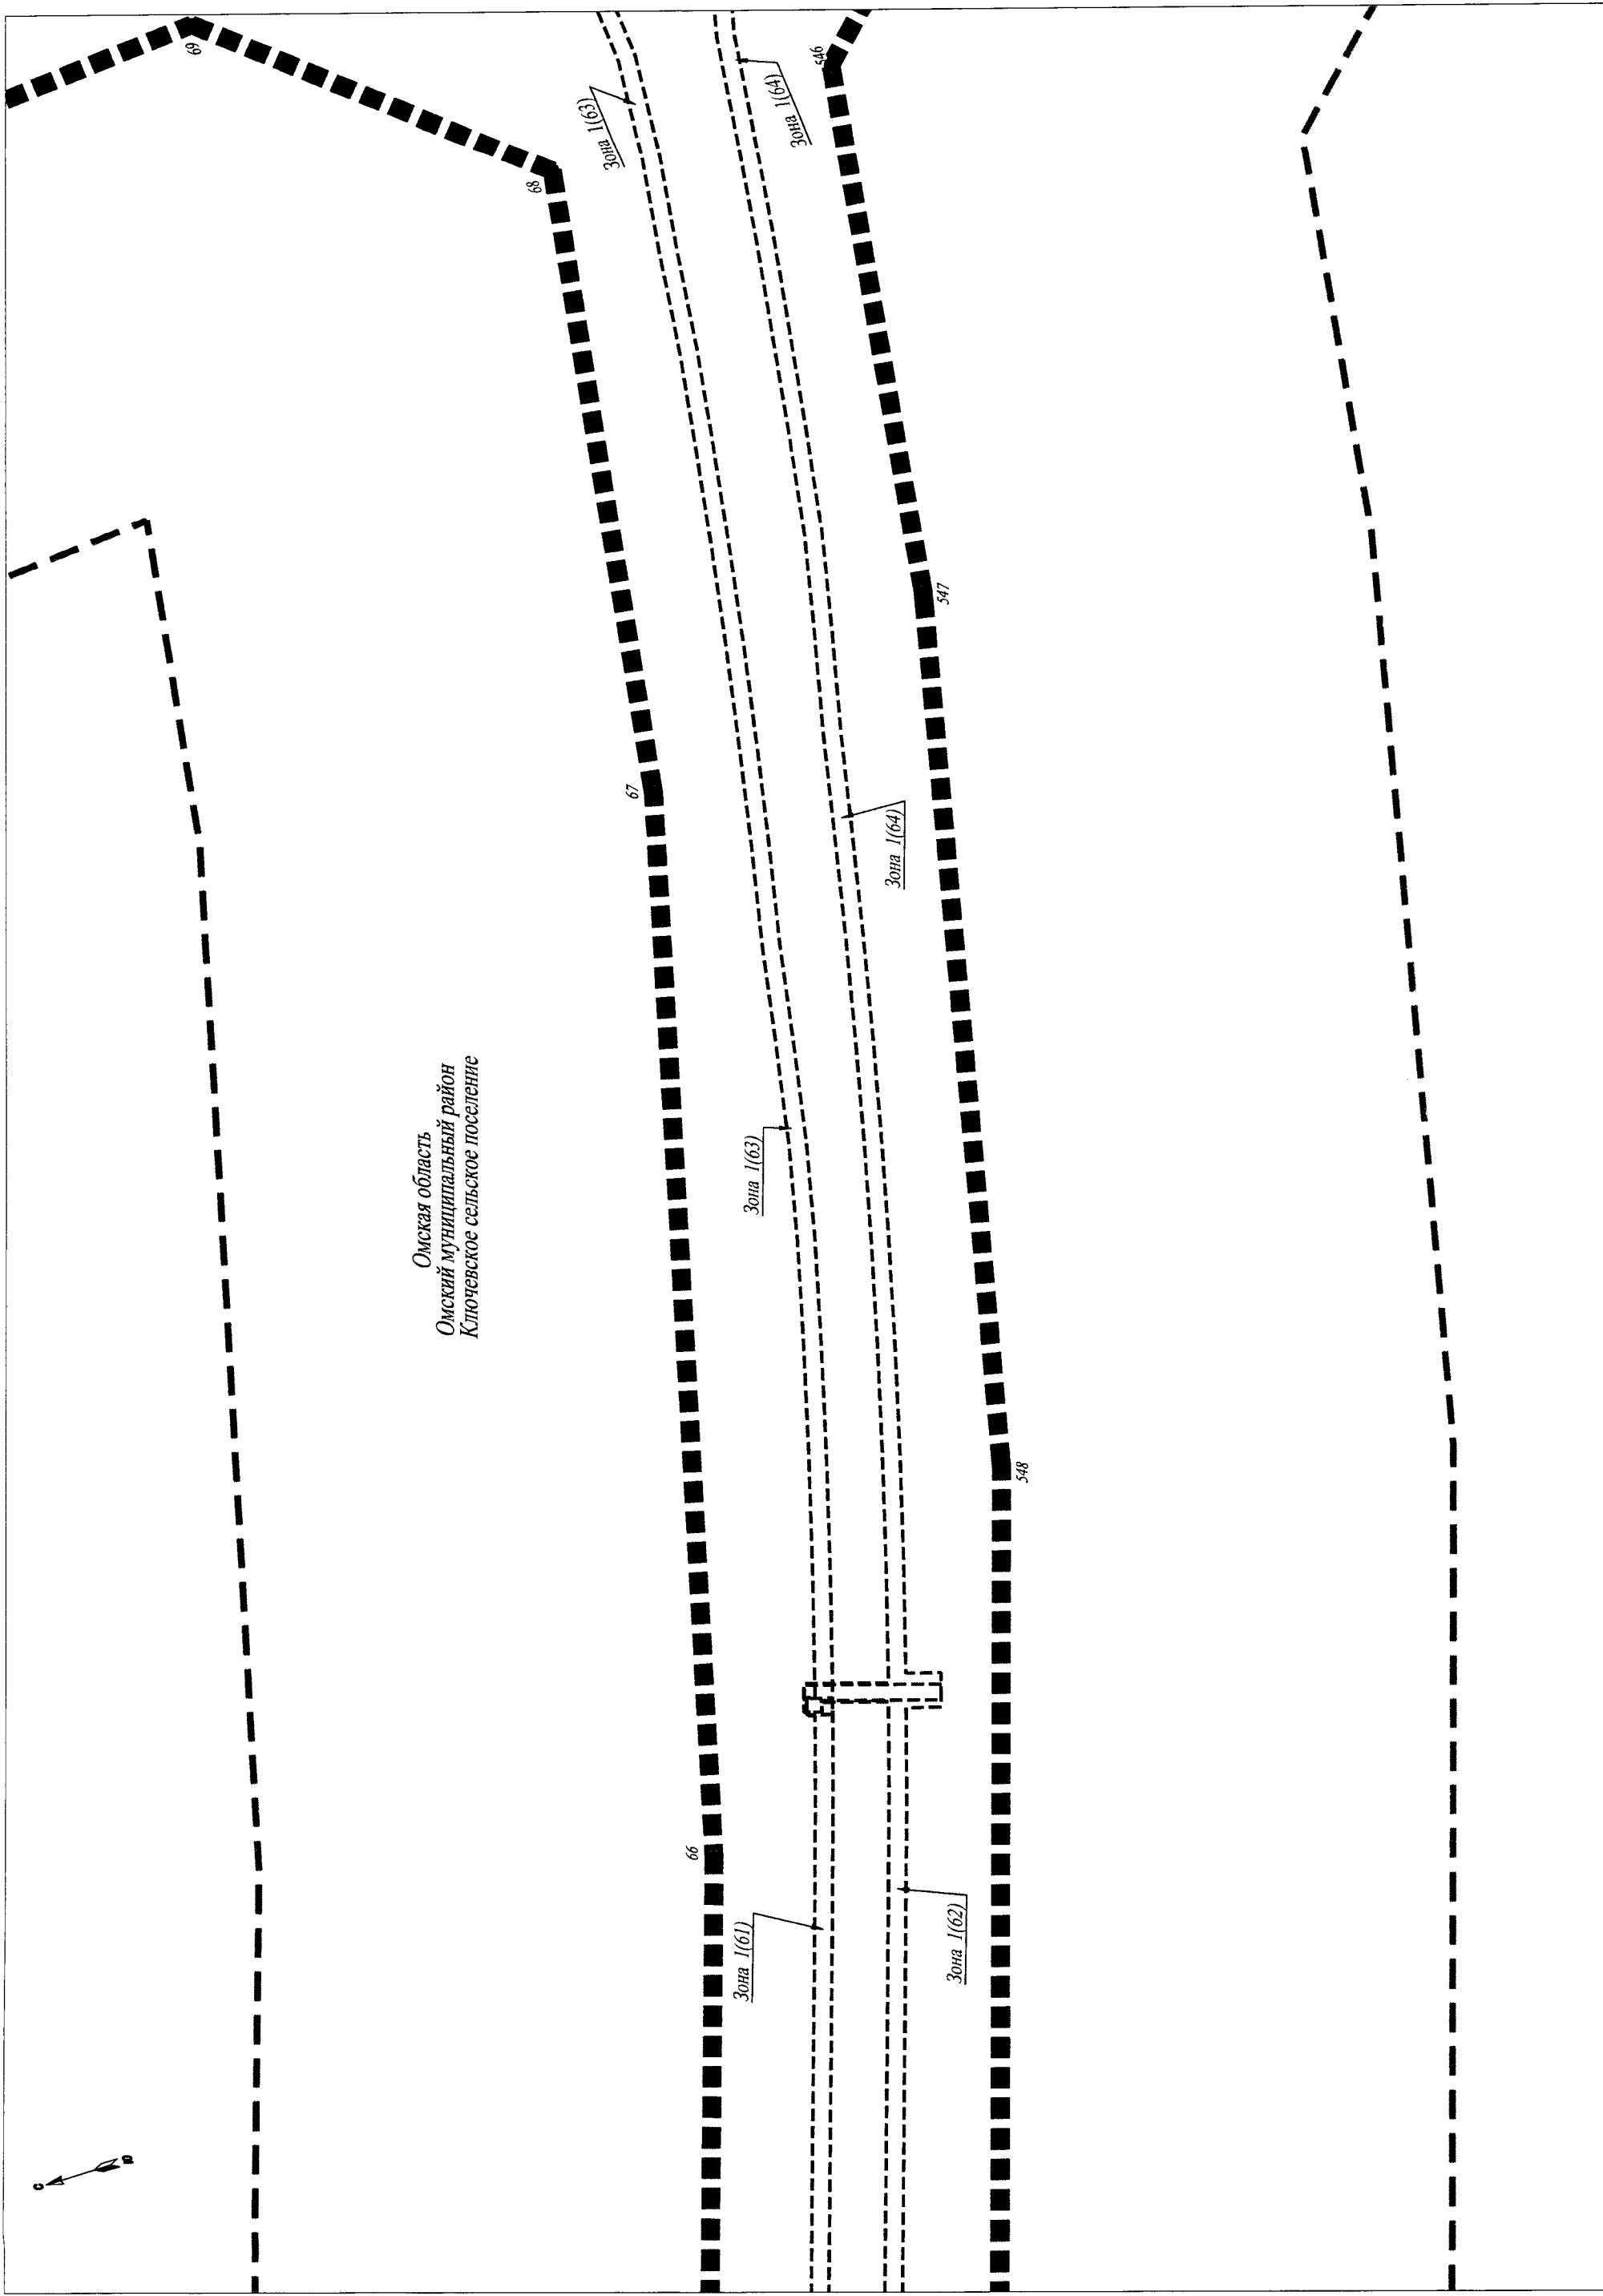 69
68
546
Зона 1(63)
Зона 1(64)
547
67
Зона 1(64)
Омская область
Омский муниципальный район
Ключевское сельское поселение
Зона 1(63)
548
66
Зона 1(61)
Зона 1(62)
С
Ю